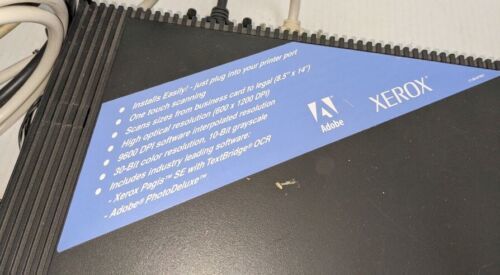 • Installs Easily! - just plug into your printer port
• One touch scanning
• Scans sizes from business card to legal (8.5" x 14")
• High optical resolution (600 x 1200 DPI)
• 9600 DPI software interpolated resolution
• 30-Bit color resolution, 10-Bit grayscale
• Includes industry leading software:
- Xerox Pagis™ SE with TextBridge® OCR
- Adobe® PhotoDeluxe™
Adobe
XEROX®